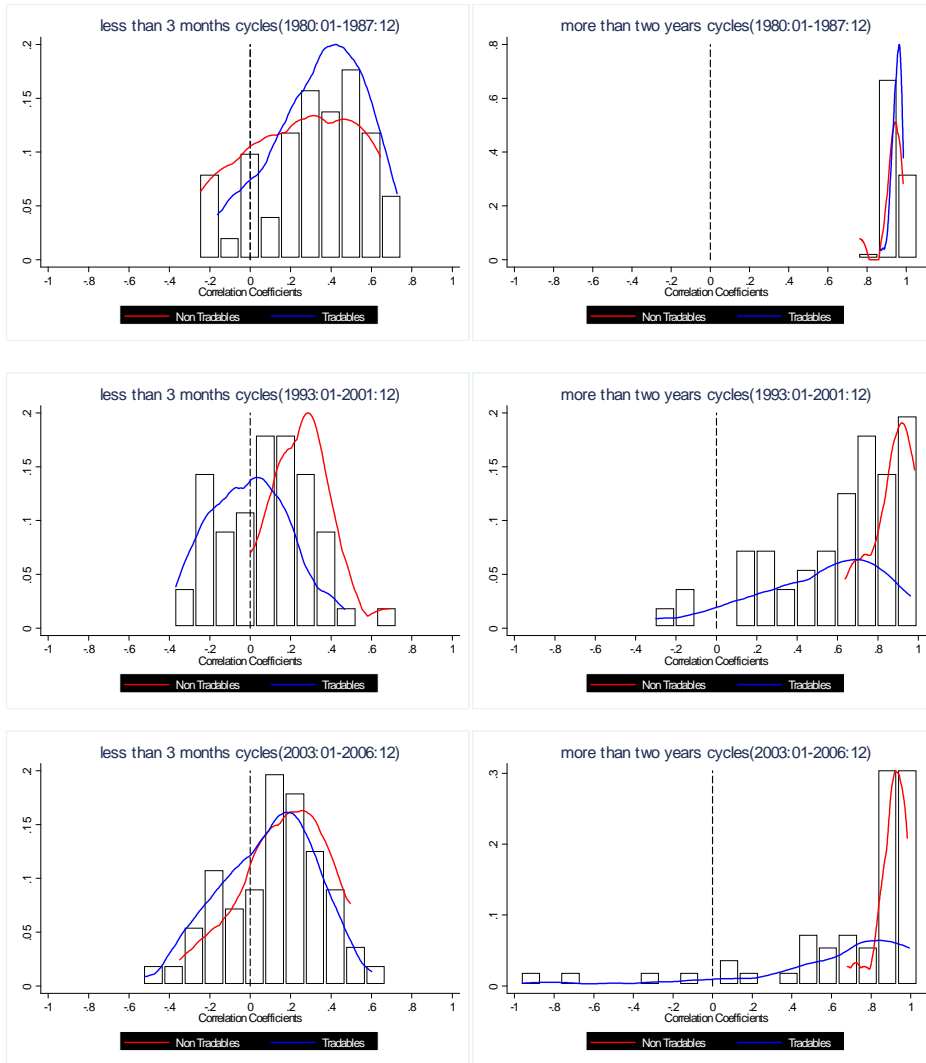 less than 3 months cycles(1980:01-1987:12)
.2
.15
.1
.05
0
-1 -.8 -.6 -.4 -.2 0 .2 .4 .6 .8 1
Correlation Coefficients
Non Tradables Tradables
more than two years cycles(1980:01-1987:12)
.8
.6
.4
.2
0
-1 -.8 -.6 -.4 -.2 0 .2 .4 .6 .8 1
Correlation Coefficients
Non Tradables Tradables
less than 3 months cycles(1993:01-2001:12)
.2
.15
.1
.05
0
-1 -.8 -.6 -.4 -.2 0 .2 .4 .6 .8 1
Correlation Coefficients
Non Tradables Tradables
more than two years cycles(1993:01-2001:12)
.2
.15
.1
.05
0
-1 -.8 -.6 -.4 -.2 0 .2 .4 .6 .8 1
Correlation Coefficients
Non Tradables Tradables
less than 3 months cycles(2003:01-2006:12)
.2
.15
.1
.05
0
-1 -.8 -.6 -.4 -.2 0 .2 .4 .6 .8 1
Correlation Coefficients
Non Tradables Tradables
more than two years cycles(2003:01-2006:12)
.3
.2
.1
0
-1 -.8 -.6 -.4 -.2 0 .2 .4 .6 .8 1
Correlation Coefficients
Non Tradables Tradables